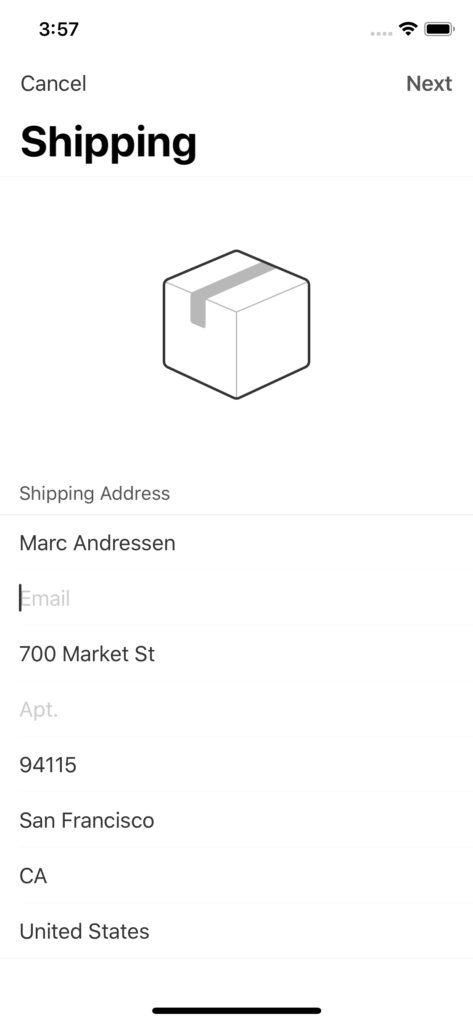 3:57
Cancel Next
Shipping
Shipping Address
Marc Andressen
Email
700 Market St
Apt.
94115
San Francisco
CA
United States